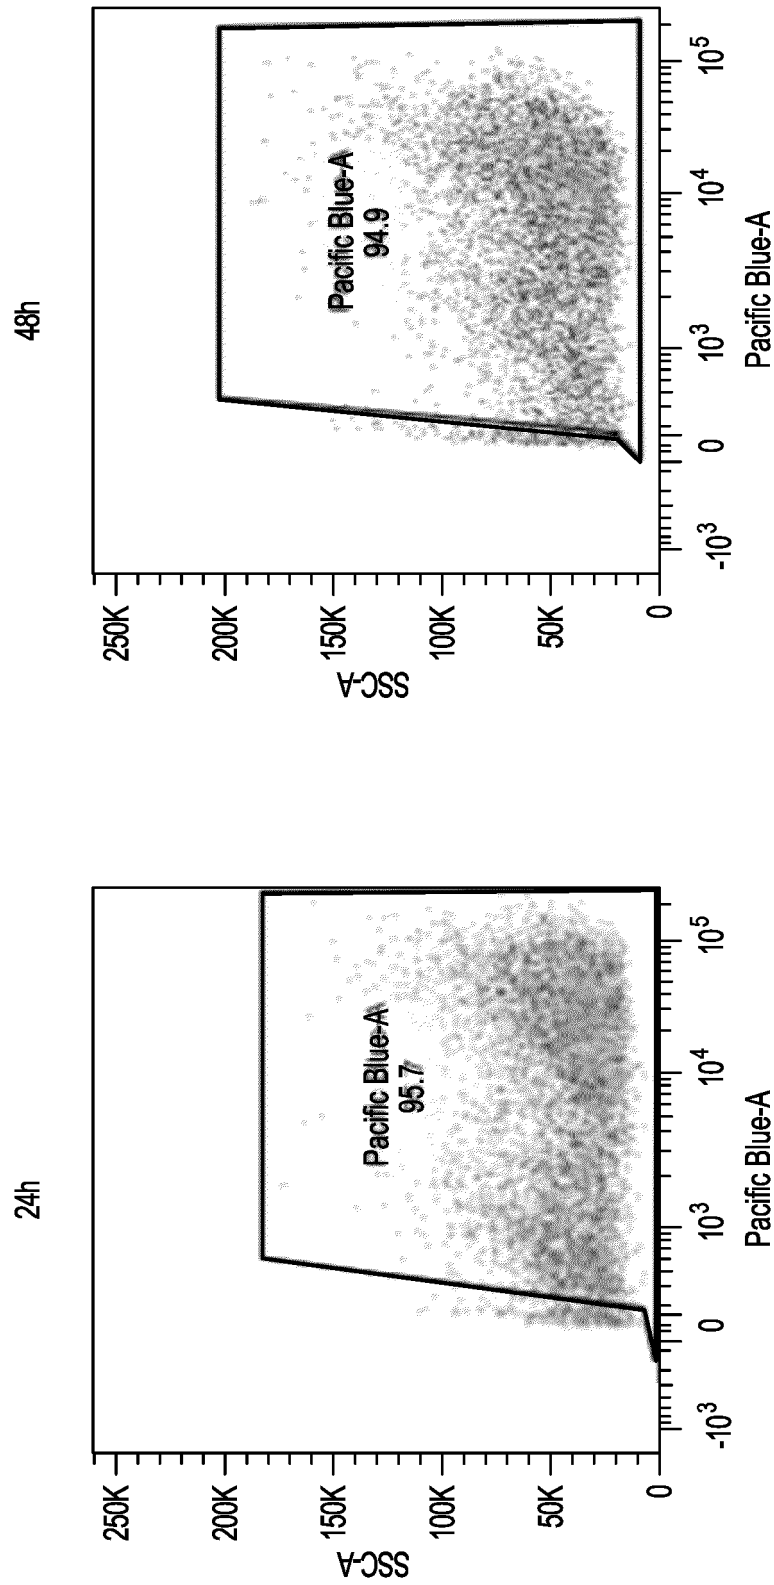 24h
SSC-A
250K
200K
150K
100K
50K
0
Pacific Blue-A
95.7
-10³
0
10³
10⁴
10⁵
Pacific Blue-A
48h
SSC-A
250K
200K
150K
100K
50K
0
Pacific Blue-A
94.9
-10³
0
10³
10⁴
10⁵
Pacific Blue-A